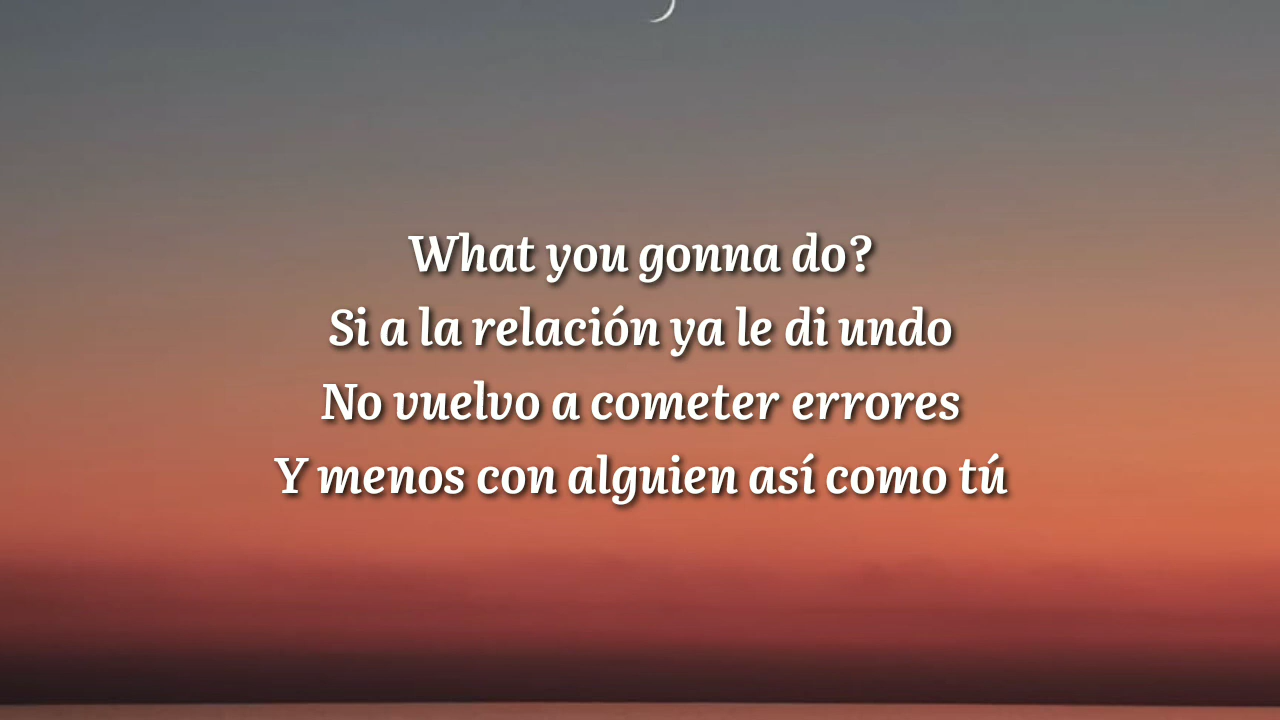 What you gonna do?
Si a la relación ya le di undo
No vuelvo a cometer errores
Y menos con alguien así como tú